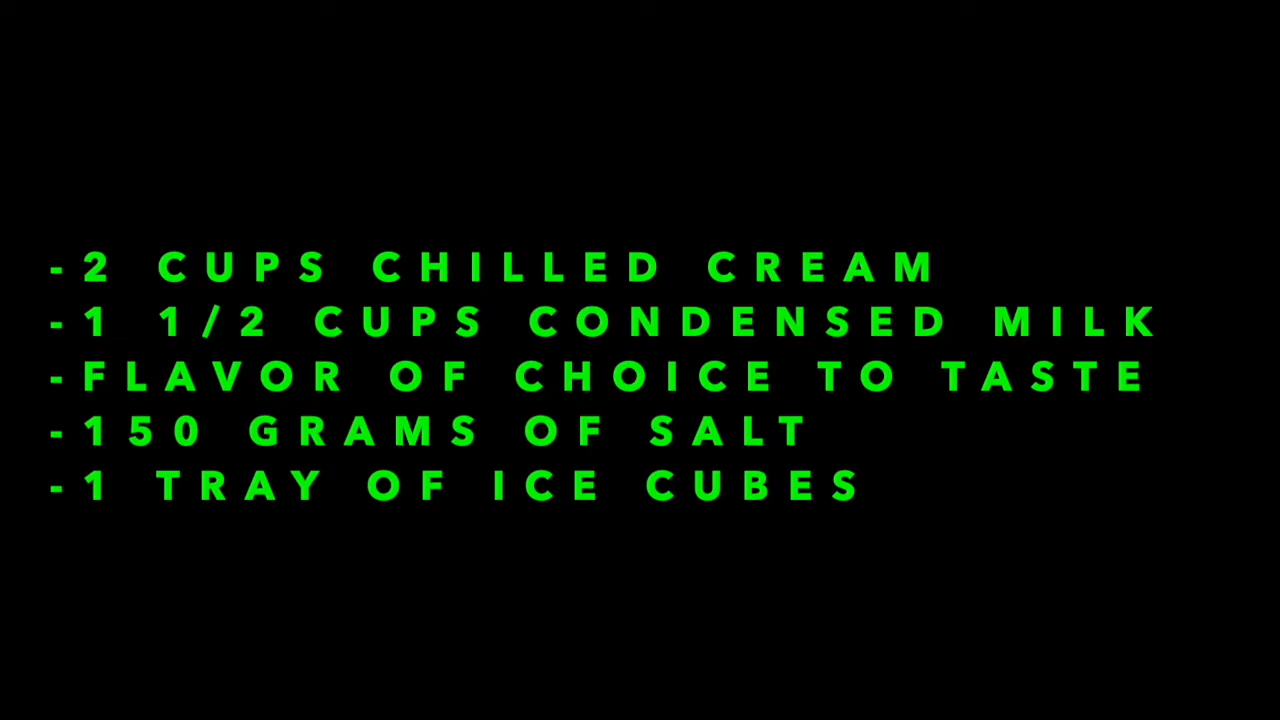 -2 CUPS CHILLED CREAM
-1 1/2 CUPS CONDENSED MILK
-FLAVOR OF CHOICE TO TASTE
-150 GRAMS OF SALT
-1 TRAY OF ICE CUBES